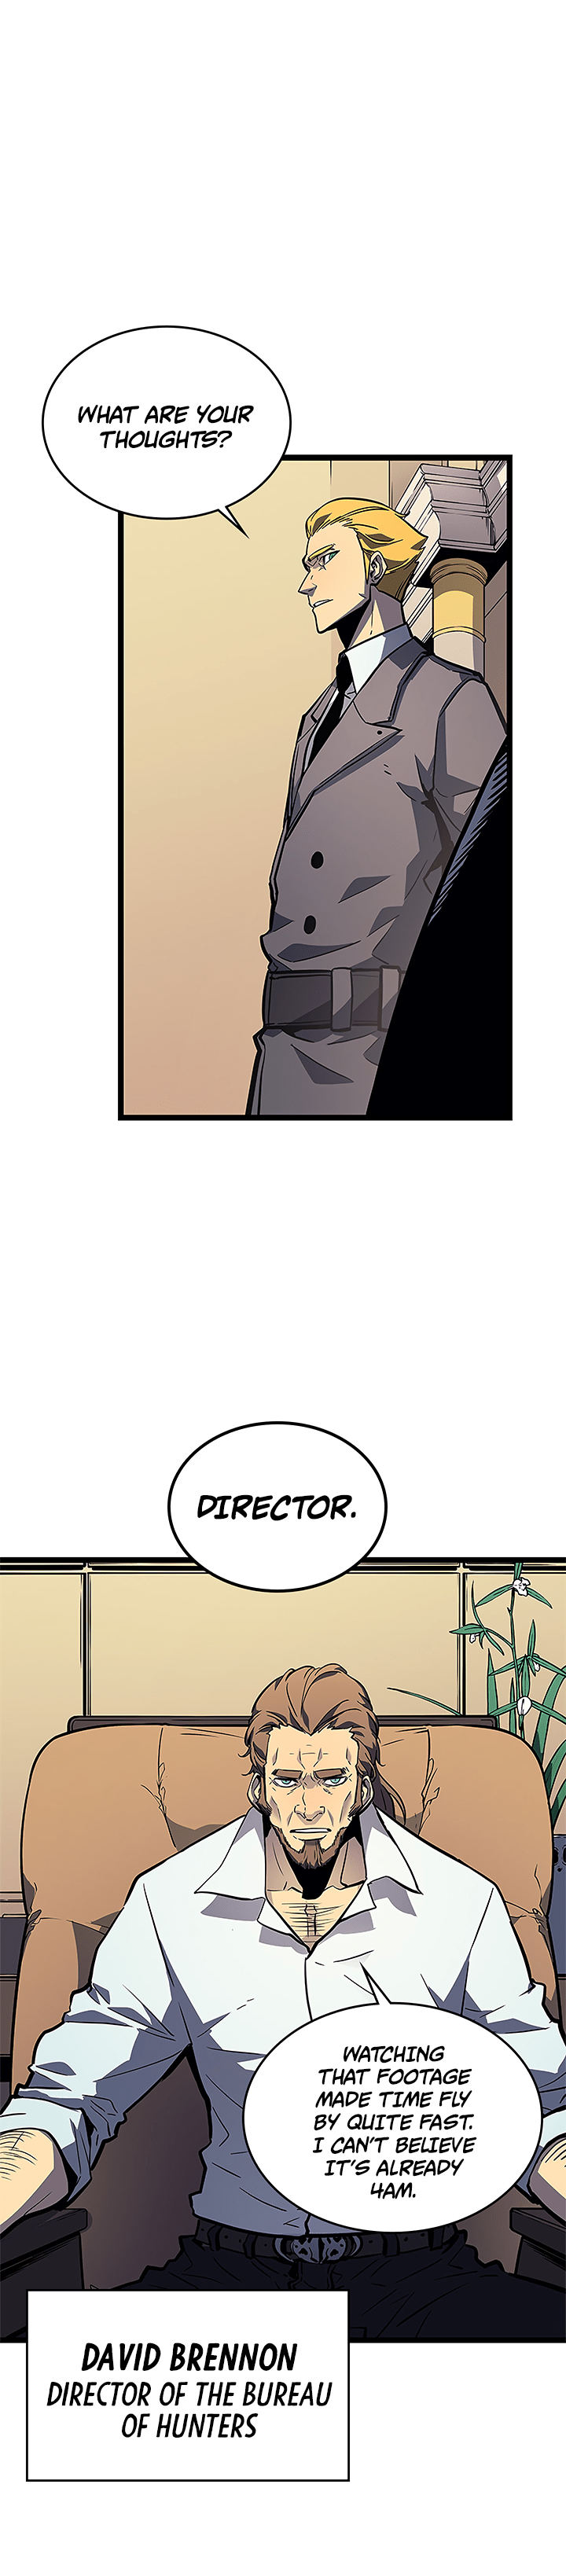 WHAT ARE YOUR
THOUGHTS?
DIRECTOR.
WATCHING
THAT FOOTAGE
MADE TIME FLY
BY QUITE FAST.
I CAN'T BELIEVE
IT'S ALREADY
4AM.
DAVID BRENNON
DIRECTOR OF THE BUREAU
OF HUNTERS